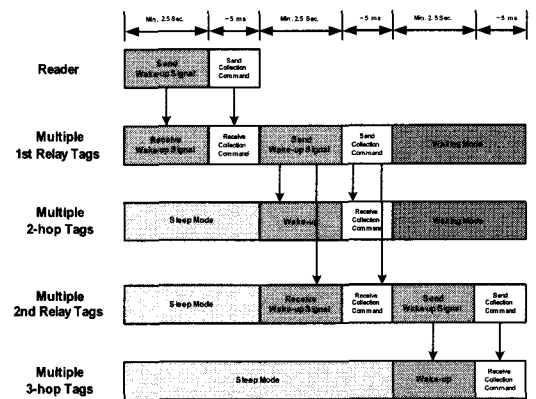 Min. 2.5 Sec. ~5 ms Min. 2.5 Sec. ~5 ms Min. 2.5 Sec. ~5 ms
Reader
Send
Wake-up Signal
Send
Collection
Command
Multiple
1st Relay Tags
Receive
Wake-up Signal
Receive
Collection
Command
Send
Wake-up Signal
Send
Collection
Command
Waiting Mode
Multiple
2-hop Tags
Sleep Mode
Wake-up
Receive
Collection
Command
Waiting Mode
Multiple
2nd Relay Tags
Sleep Mode
Receive
Wake-up Signal
Receive
Collection
Command
Send
Wake-up Signal
Send
Collection
Command
Multiple
3-hop Tags
Sleep Mode
Wake-up
Receive
Collection
Command